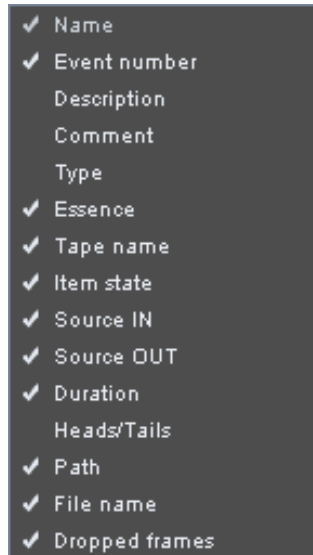 Name
Event number
Description
Comment
Type
Essence
Tape name
Item state
Source IN
Source OUT
Duration
Heads/Tails
Path
File name
Dropped frames